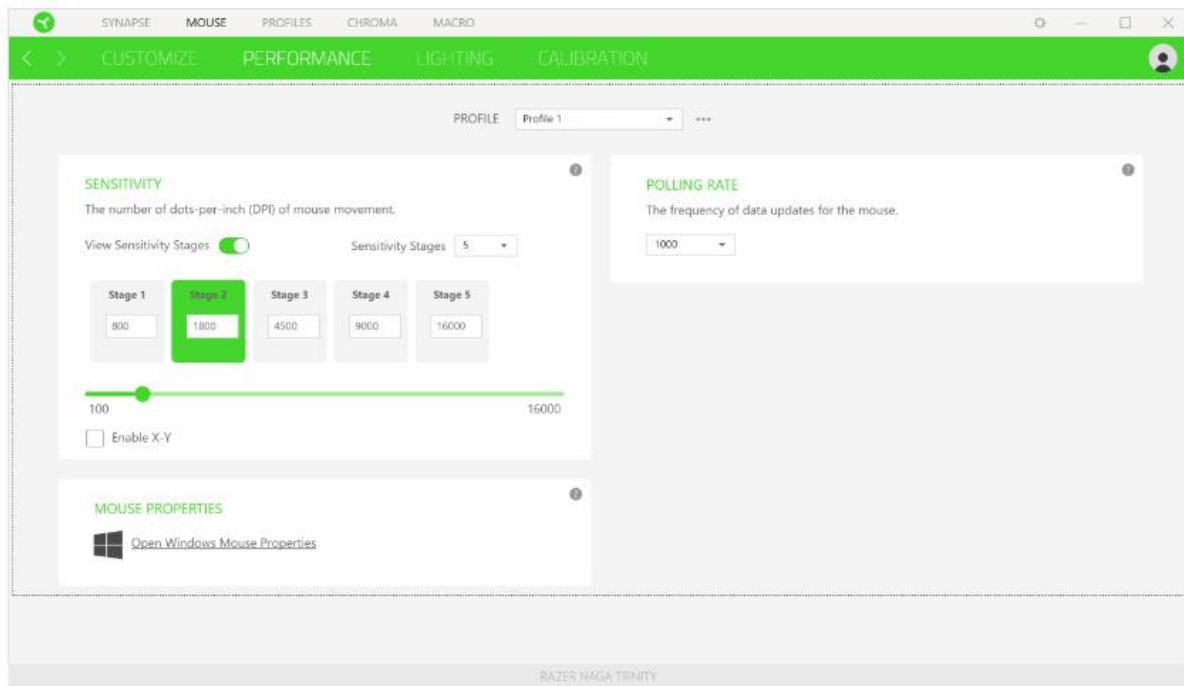 SYNAPSE MOUSE PROFILES CHROMA MACRO
CUSTOMIZE PERFORMANCE LIGHTING CALIBRATION
PROFILE Profile 1
SENSITIVITY
The number of dots-per-inch (DPI) of mouse movement.
View Sensitivity Stages Sensitivity Stages 5
Stage 1 Stage 2 Stage 3 Stage 4 Stage 5
800 1800 4500 9000 16000
100 16000
Enable X-Y
POLLING RATE
The frequency of data updates for the mouse.
1000
MOUSE PROPERTIES
Open Windows Mouse Properties
RAZER NAGA TRINITY